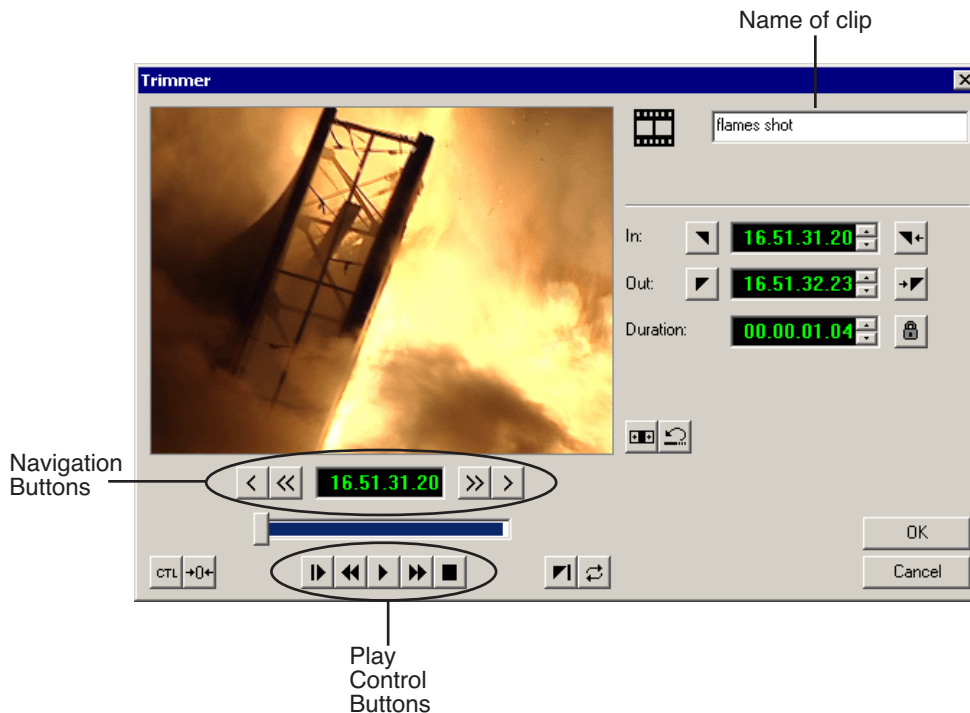 Name of clip
Trimmer
flames shot
In:
16.51.31.20
Out:
16.51.32.23
Duration:
00.00.01.04
Navigation
Buttons
16.51.31.20
OK
CTL
→0←
Cancel
Play
Control
Buttons